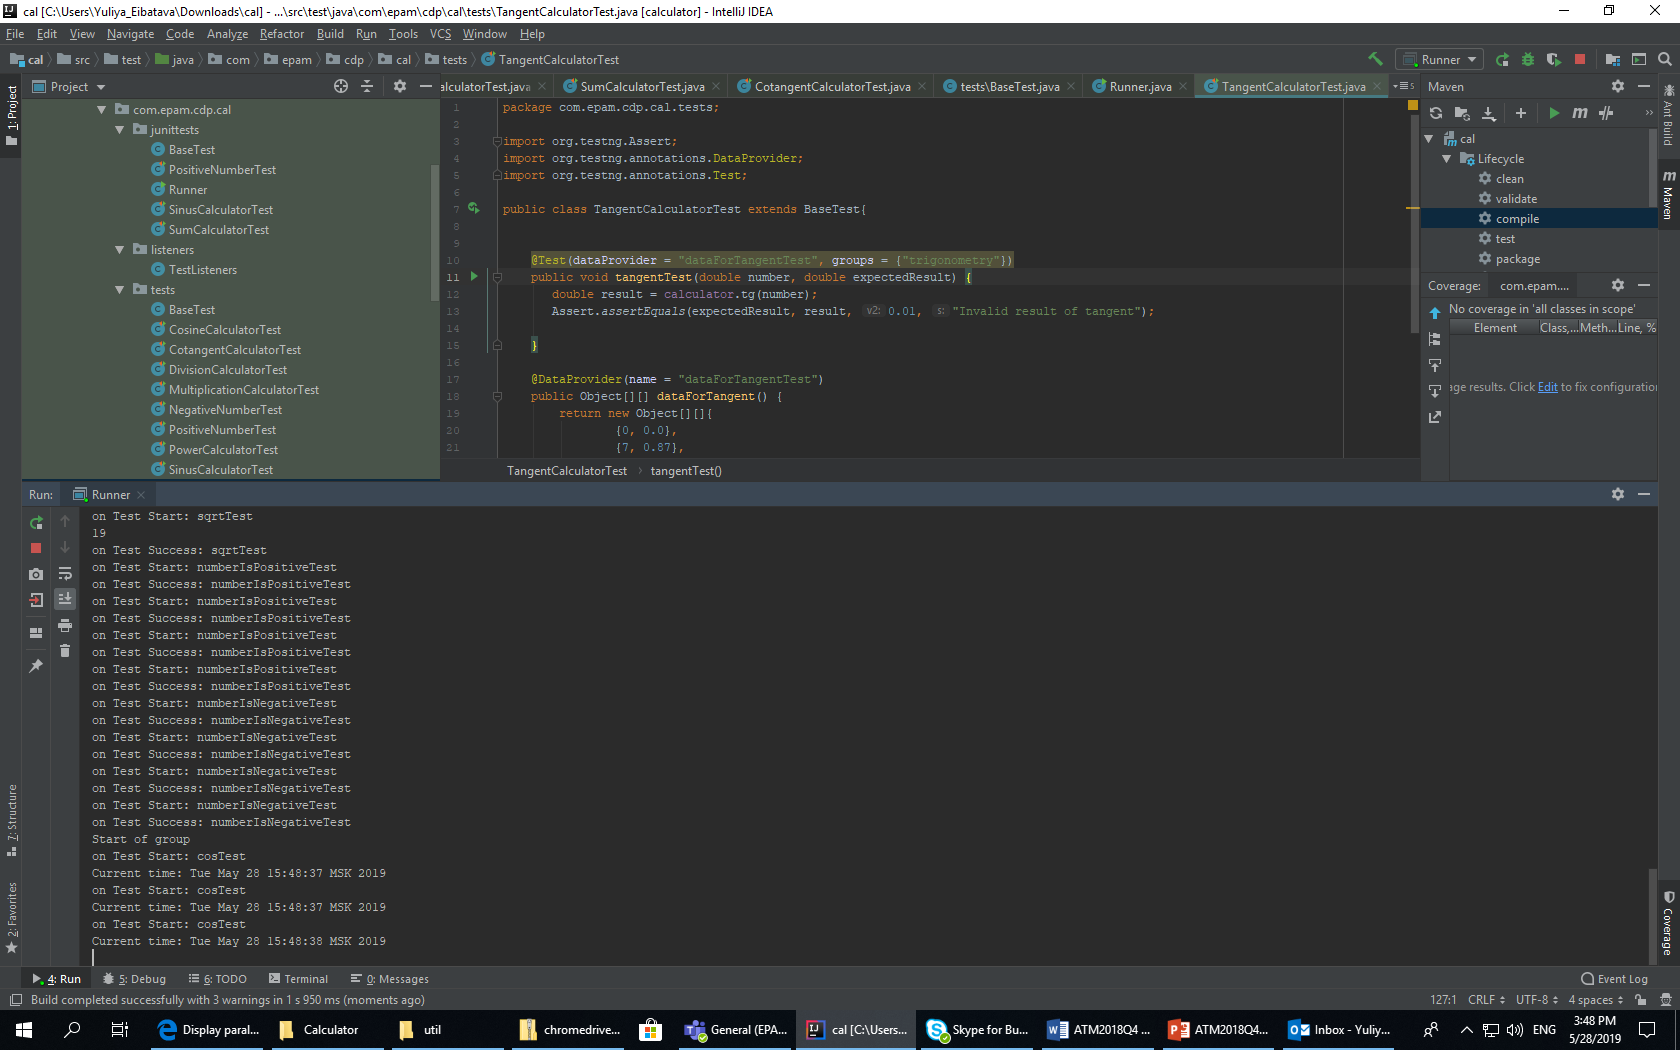 cal [C:\Users\Yuliya_Eibatava\Downloads\cal] - ...\src\test\java\com\epam\cdp\cal\tests\TangentCalculatorTest.java [calculator] - IntelliJ IDEA
File Edit View Navigate Code Analyze Refactor Build Run Tools VCS Window Help
cal src test java com epam cdp cal tests TangentCalculatorTest Runner
Project alculatorTest.java SumCalculatorTest.java CotangentCalculatorTest.java tests\BaseTest.java Runner.java TangentCalculatorTest.java Maven
1: Project
com.epam.cdp.cal
junittests
BaseTest
PositiveNumberTest
Runner
SinusCalculatorTest
SumCalculatorTest
listeners
TestListeners
tests
BaseTest
CosineCalculatorTest
CotangentCalculatorTest
DivisionCalculatorTest
MultiplicationCalculatorTest
NegativeNumberTest
PositiveNumberTest
PowerCalculatorTest
SinusCalculatorTest
1 package com.epam.cdp.cal.tests;
2
3 import org.testng.Assert;
4 import org.testng.annotations.DataProvider;
5 import org.testng.annotations.Test;
6
7 public class TangentCalculatorTest extends BaseTest{
8
9
10 @Test(dataProvider = "dataForTangentTest", groups = {"trigonometry"})
11 public void tangentTest(double number, double expectedResult) {
12 double result = calculator.tg(number);
13 Assert.assertEquals(expectedResult, result, v2: 0.01, s: "Invalid result of tangent");
14
15 }
16
17 @DataProvider(name = "dataForTangentTest")
18 public Object[][] dataForTangent() {
19 return new Object[][]{
20 {0, 0.0},
21 {7, 0.87},
TangentCalculatorTest tangentTest()
cal
Lifecycle
clean
validate
compile
test
package
Coverage: com.epam....
No coverage in 'all classes in scope'
Element Class,... Meth... Line, %
age results. Click Edit to fix configuratio
Ant Build
Maven
Run: Runner
on Test Start: sqrtTest
19
on Test Success: sqrtTest
on Test Start: numberIsPositiveTest
on Test Success: numberIsPositiveTest
on Test Start: numberIsPositiveTest
on Test Success: numberIsPositiveTest
on Test Start: numberIsPositiveTest
on Test Success: numberIsPositiveTest
on Test Start: numberIsPositiveTest
on Test Success: numberIsPositiveTest
on Test Start: numberIsNegativeTest
on Test Success: numberIsNegativeTest
on Test Start: numberIsNegativeTest
on Test Success: numberIsNegativeTest
on Test Start: numberIsNegativeTest
on Test Success: numberIsNegativeTest
on Test Start: numberIsNegativeTest
on Test Success: numberIsNegativeTest
Start of group
on Test Start: cosTest
Current time: Tue May 28 15:48:37 MSK 2019
on Test Start: cosTest
Current time: Tue May 28 15:48:37 MSK 2019
on Test Start: cosTest
Current time: Tue May 28 15:48:38 MSK 2019
7: Structure
2: Favorites
Coverage
4: Run 5: Debug 6: TODO Terminal 0: Messages Event Log
Build completed successfully with 3 warnings in 1 s 950 ms (moments ago) 127:1 CRLF UTF-8 4 spaces
Display paral... Calculator util chromedrive... General (EPA... cal [C:\Users... Skype for Bu... ATM2018Q4 ... ATM2018Q4... Inbox - Yuliy... ENG 3:48 PM
5/28/2019